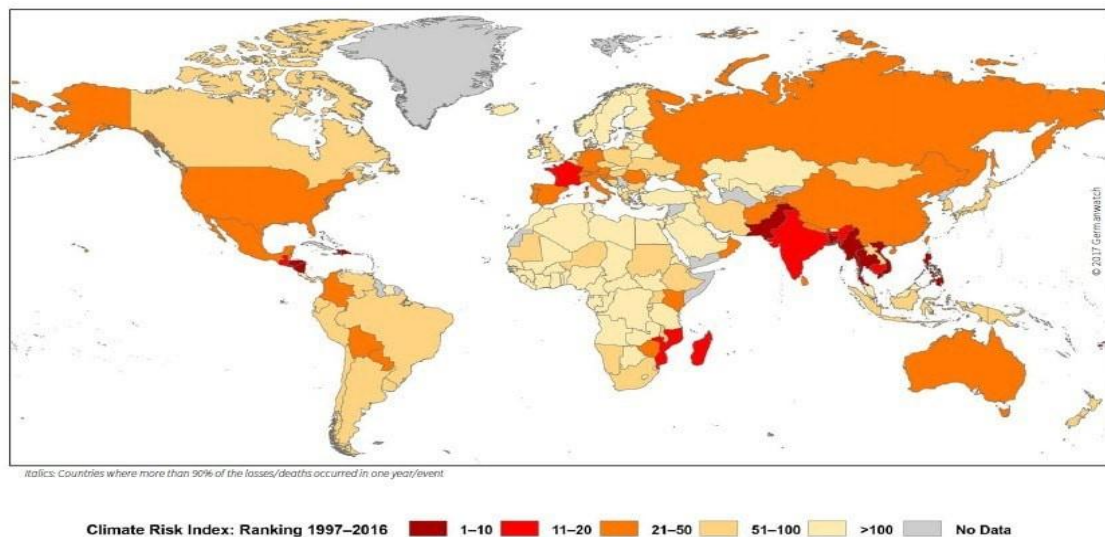 © 2017 Germanwatch
Italics: Countries where more than 90% of the losses/deaths occurred in one year/event
Climate Risk Index: Ranking 1997–2016 1–10 11–20 21–50 51–100 >100 No Data